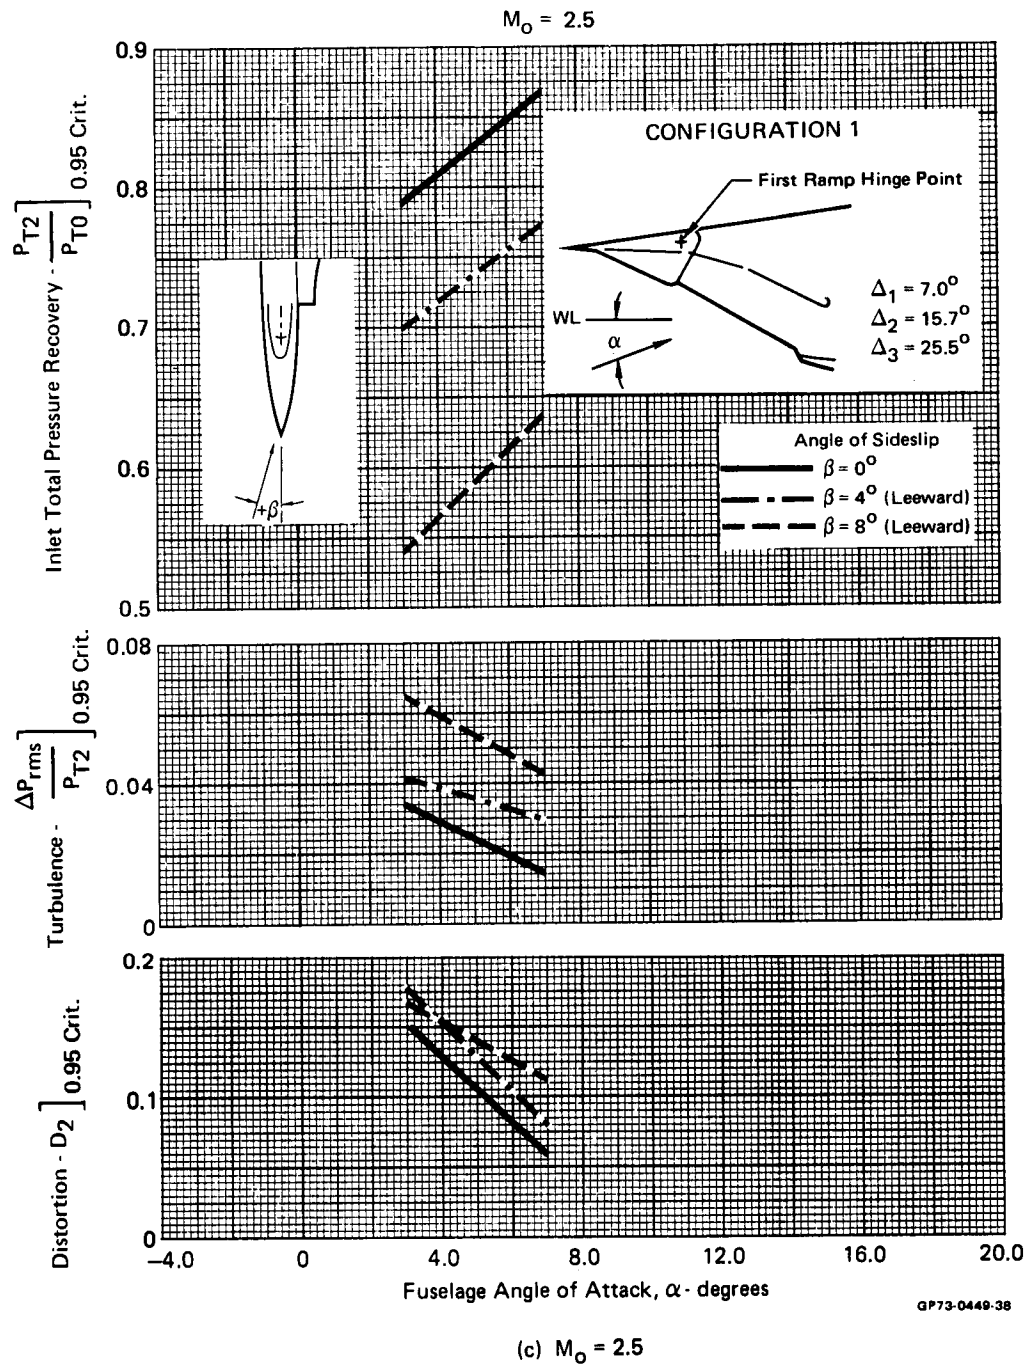 M₀ = 2.5
Inlet Total Pressure Recovery - P_T2 / P_T0 ] 0.95 Crit.
0.9
0.8
0.7
0.6
0.5
+β
CONFIGURATION 1
First Ramp Hinge Point
WL
α
Δ₁ = 7.0°
Δ₂ = 15.7°
Δ₃ = 25.5°
Angle of Sideslip
β = 0°
β = 4° (Leeward)
β = 8° (Leeward)
Turbulence - ΔP_rms / P_T2 ] 0.95 Crit.
0.08
0.04
0
Distortion - D₂ ] 0.95 Crit.
0.2
0.1
0
−4.0 0 4.0 8.0 12.0 16.0 20.0
Fuselage Angle of Attack, α - degrees
GP73-0449-38
(c) M₀ = 2.5